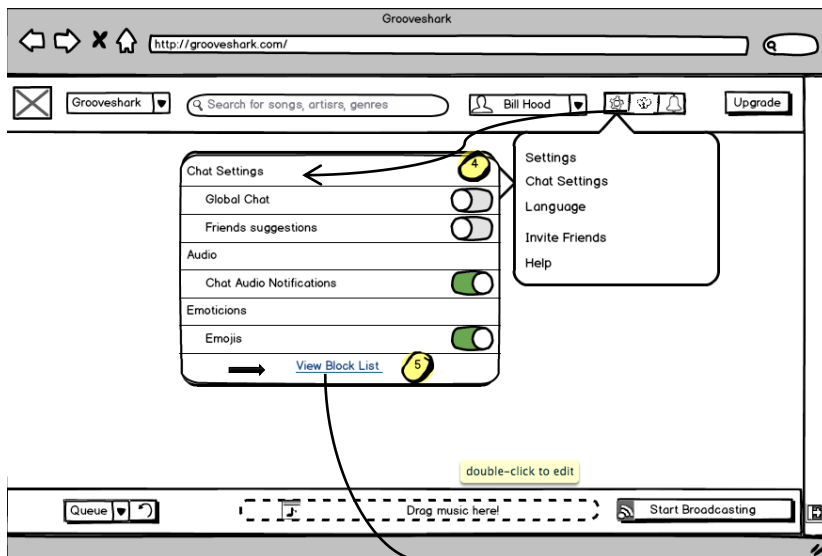 Grooveshark
http://grooveshark.com/
Grooveshark
Search for songs, artisrs, genres
Bill Hood
Upgrade
Chat Settings
4
Global Chat
Friends suggestions
Audio
Chat Audio Notifications
Emoticions
Emojis
View Block List
5
Settings
Chat Settings
Language
Invite Friends
Help
double-click to edit
Queue
Drag music here!
Start Broadcasting